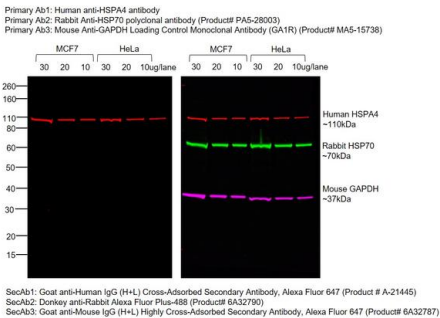 Primary Ab1: Human anti-HSPA4 antibody
Primary Ab2: Rabbit Anti-HSP70 polyclonal antibody (Product# PA5-28003)
Primary Ab3: Mouse Anti-GAPDH Loading Control Monoclonal Antibody (GA1R) (Product# MA5-15738)
MCF7 HeLa MCF7 HeLa
30 20 10 30 20 10ug/lane 30 20 10 30 20 10ug/lane
260
160
110
80
60
50
40
30
20
15
Human HSPA4
~110kDa
Rabbit HSP70
~70kDa
Mouse GAPDH
~37kDa
SecAb1: Goat anti-Human IgG (H+L) Cross-Adsorbed Secondary Antibody, Alexa Fluor 647 (Product # A-21445)
SecAb2: Donkey anti-Rabbit Alexa Fluor Plus-488 (Product# 6A32790)
SecAb3: Goat anti-Mouse IgG (H+L) Highly Cross-Adsorbed Secondary Antibody, Alexa Fluor 647 (Product# 6A32787)